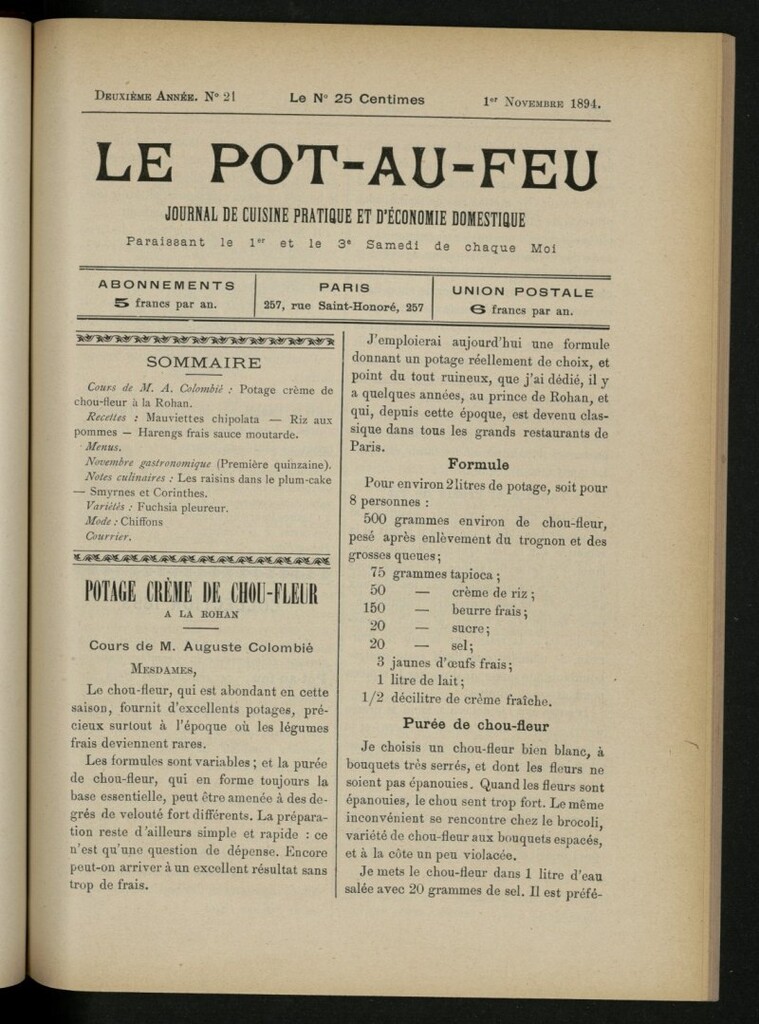 DEUXIÈME ANNÉE. N° 21
Le N° 25 Centimes
1er NOVEMBRE 1894.
LE POT-AU-FEU
JOURNAL DE CUISINE PRATIQUE ET D'ÉCONOMIE DOMESTIQUE
Paraissant le 1er et le 3e Samedi de chaque Moi
ABONNEMENTS
5 francs par an.
PARIS
257, rue Saint-Honoré, 257
UNION POSTALE
6 francs par an.
SOMMAIRE
Cours de M. A. Colombié : Potage crème de
chou-fleur à la Rohan.
Recettes : Mauviettes chipolata — Riz aux
pommes — Harengs frais sauce moutarde.
Menus.
Novembre gastronomique (Première quinzaine).
Notes culinaires : Les raisins dans le plum-cake
— Smyrnes et Corinthes.
Variétés : Fuchsia pleureur.
Mode : Chiffons
Courrier.
POTAGE CRÈME DE CHOU-FLEUR
A LA ROHAN
Cours de M. Auguste Colombié
MESDAMES,
Le chou-fleur, qui est abondant en cette
saison, fournit d'excellents potages, pré-
cieux surtout à l'époque où les légumes
frais deviennent rares.
Les formules sont variables ; et la purée
de chou-fleur, qui en forme toujours la
base essentielle, peut être amenée à des de-
grés de velouté fort différents. La prépara-
tion reste d'ailleurs simple et rapide : ce
n'est qu'une question de dépense. Encore
peut-on arriver à un excellent résultat sans
trop de frais.
J'emploierai aujourd'hui une formule
donnant un potage réellement de choix, et
point du tout ruineux, que j'ai dédié, il y
a quelques années, au prince de Rohan, et
qui, depuis cette époque, est devenu clas-
sique dans tous les grands restaurants de
Paris.
Formule
Pour environ 2 litres de potage, soit pour
8 personnes :
500 grammes environ de chou-fleur,
pesé après enlèvement du trognon et des
grosses queues ;
75 grammes tapioca ;
50 — crème de riz ;
150 — beurre frais ;
20 — sucre ;
20 — sel ;
3 jaunes d'œufs frais ;
1 litre de lait ;
1/2 décilitre de crème fraîche.
Purée de chou-fleur
Je choisis un chou-fleur bien blanc, à
bouquets très serrés, et dont les fleurs ne
soient pas épanouies. Quand les fleurs sont
épanouies, le chou sent trop fort. Le même
inconvénient se rencontre chez le brocoli,
variété de chou-fleur aux bouquets espacés,
et à la côte un peu violacée.
Je mets le chou-fleur dans 1 litre d'eau
salée avec 20 grammes de sel. Il est préfé-